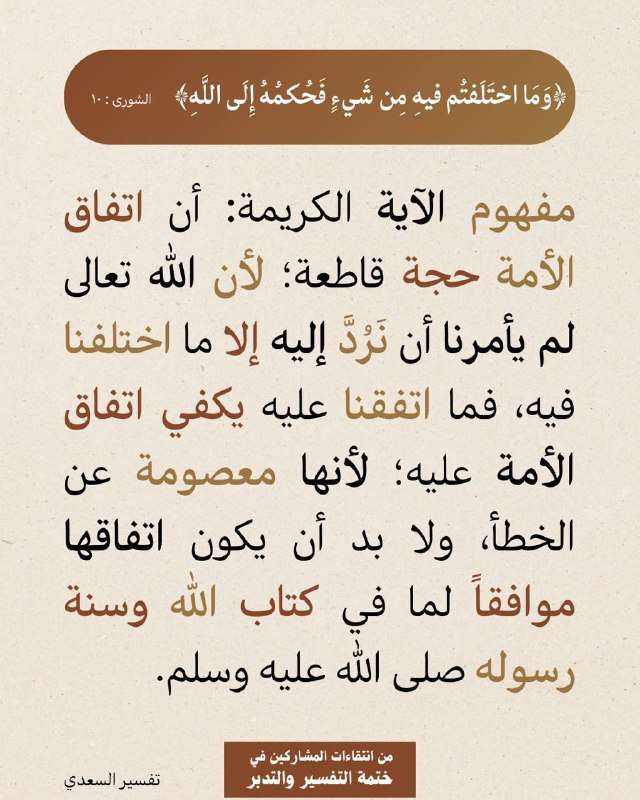 ﴿وَمَا اختَلَفتُم فيهِ مِن شَيءٍ فَحُكمُهُ إِلَى اللَّهِ﴾ الشورى : ١٠
مفهوم الآية الكريمة: أن اتفاق
الأمة حجة قاطعة؛ لأن الله تعالى
لم يأمرنا أن نَرُدَّ إليه إلا ما اختلفنا
فيه، فما اتفقنا عليه يكفي اتفاق
الأمة عليه؛ لأنها معصومة عن
الخطأ، ولا بد أن يكون اتفاقها
موافقاً لما في كتاب الله وسنة
رسوله صلى الله عليه وسلم.
من انتقاءات المشاركين في
ختمة التفسير والتدبر
تفسير السعدي